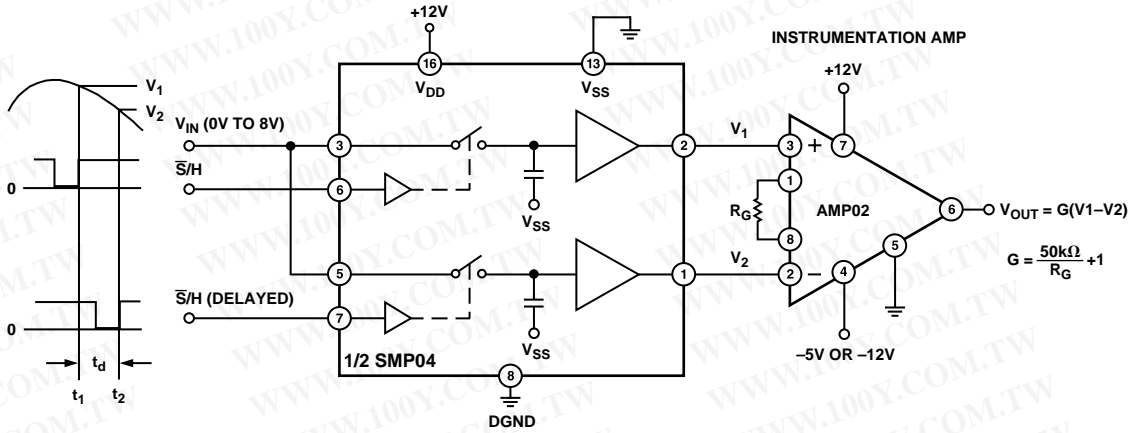 +12V
INSTRUMENTATION AMP
+12V
16
13
VDD
VSS
V1
V2
VIN (0V TO 8V)
3
2
V1
3
+
7
S̅/H
0
6
VSS
1
RG
AMP02
6
VOUT = G(V1–V2)
8
5
G = 50kΩ/RG +1
5
1
V2
2
–
4
S̅/H (DELAYED)
0
7
VSS
–5V OR –12V
td
t1
t2
1/2 SMP04
8
DGND
WWW.100Y.COM.TW